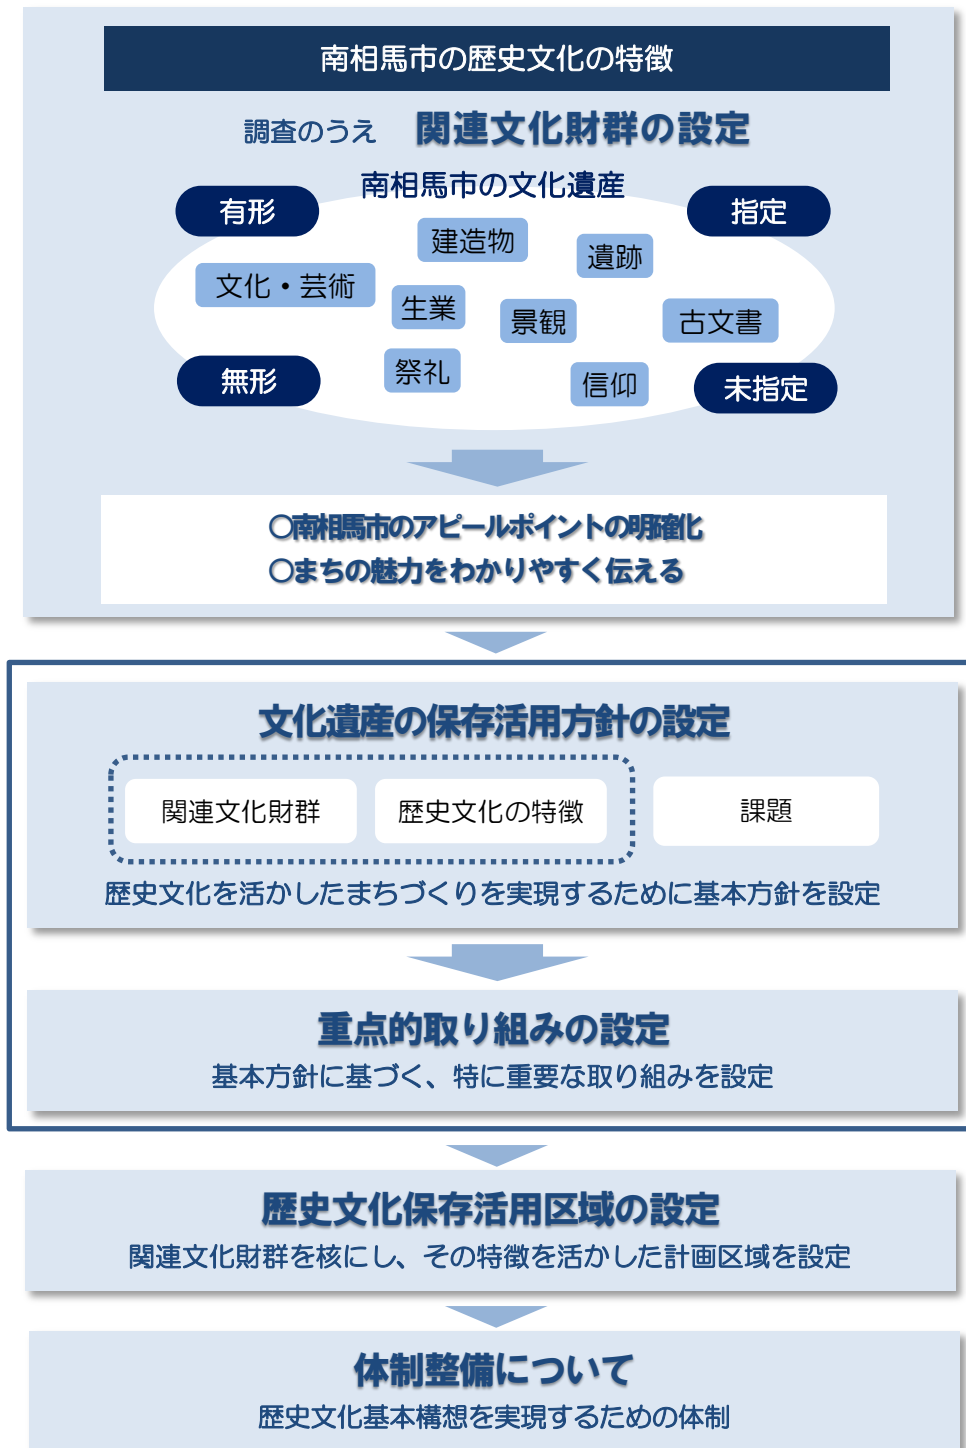 南相馬市の歴史文化の特徴
調査のうえ　関連文化財群の設定
南相馬市の文化遺産
有形
指定
建造物
遺跡
文化・芸術
生業
景観
古文書
祭礼
信仰
無形
未指定
〇南相馬市のアピールポイントの明確化
〇まちの魅力をわかりやすく伝える
文化遺産の保存活用方針の設定
関連文化財群
歴史文化の特徴
課題
歴史文化を活かしたまちづくりを実現するために基本方針を設定
重点的取り組みの設定
基本方針に基づく、特に重要な取り組みを設定
歴史文化保存活用区域の設定
関連文化財群を核にし、その特徴を活かした計画区域を設定
体制整備について
歴史文化基本構想を実現するための体制